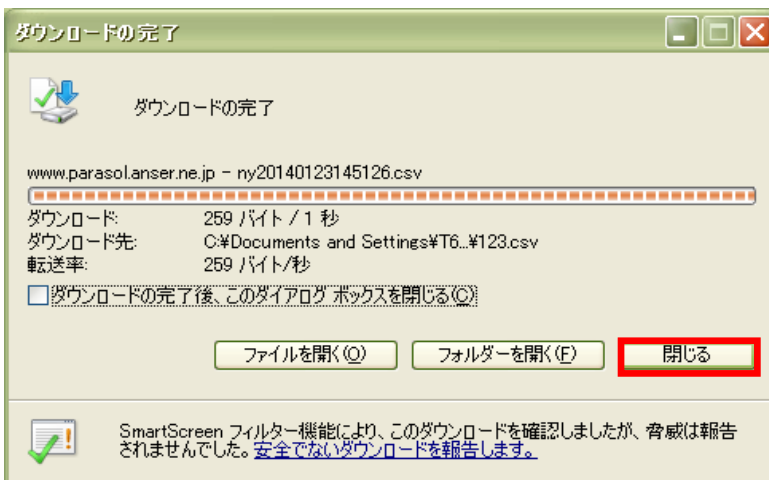 ダウンロードの完了
ダウンロードの完了
www.parasol.anser.ne.jp - ny20140123145126.csv
ダウンロード: 259 バイト / 1 秒
ダウンロード先: C:¥Documents and Settings¥T6...¥123.csv
転送率: 259 バイト/秒
ダウンロードの完了後、このダイアログ ボックスを閉じる(C)
ファイルを開く(O) フォルダーを開く(F) 閉じる
SmartScreen フィルター機能により、このダウンロードを確認しましたが、脅威は報告
されませんでした。安全でないダウンロードを報告します。